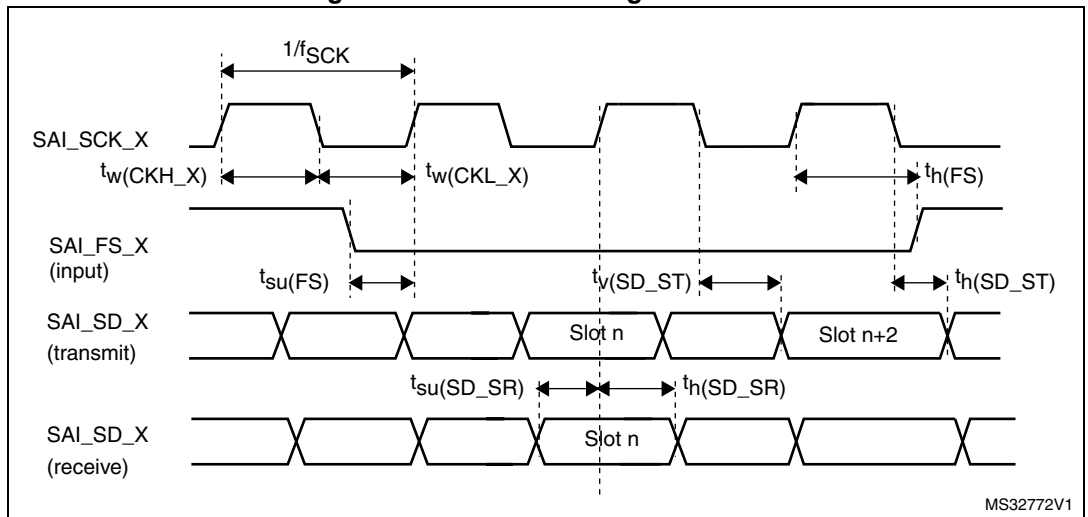 1/fSCK
SAI_SCK_X
tw(CKH_X)
tw(CKL_X)
th(FS)
SAI_FS_X
(input)
tsu(FS)
tv(SD_ST)
th(SD_ST)
SAI_SD_X
(transmit)
Slot n
Slot n+2
tsu(SD_SR)
th(SD_SR)
SAI_SD_X
(receive)
Slot n
MS32772V1